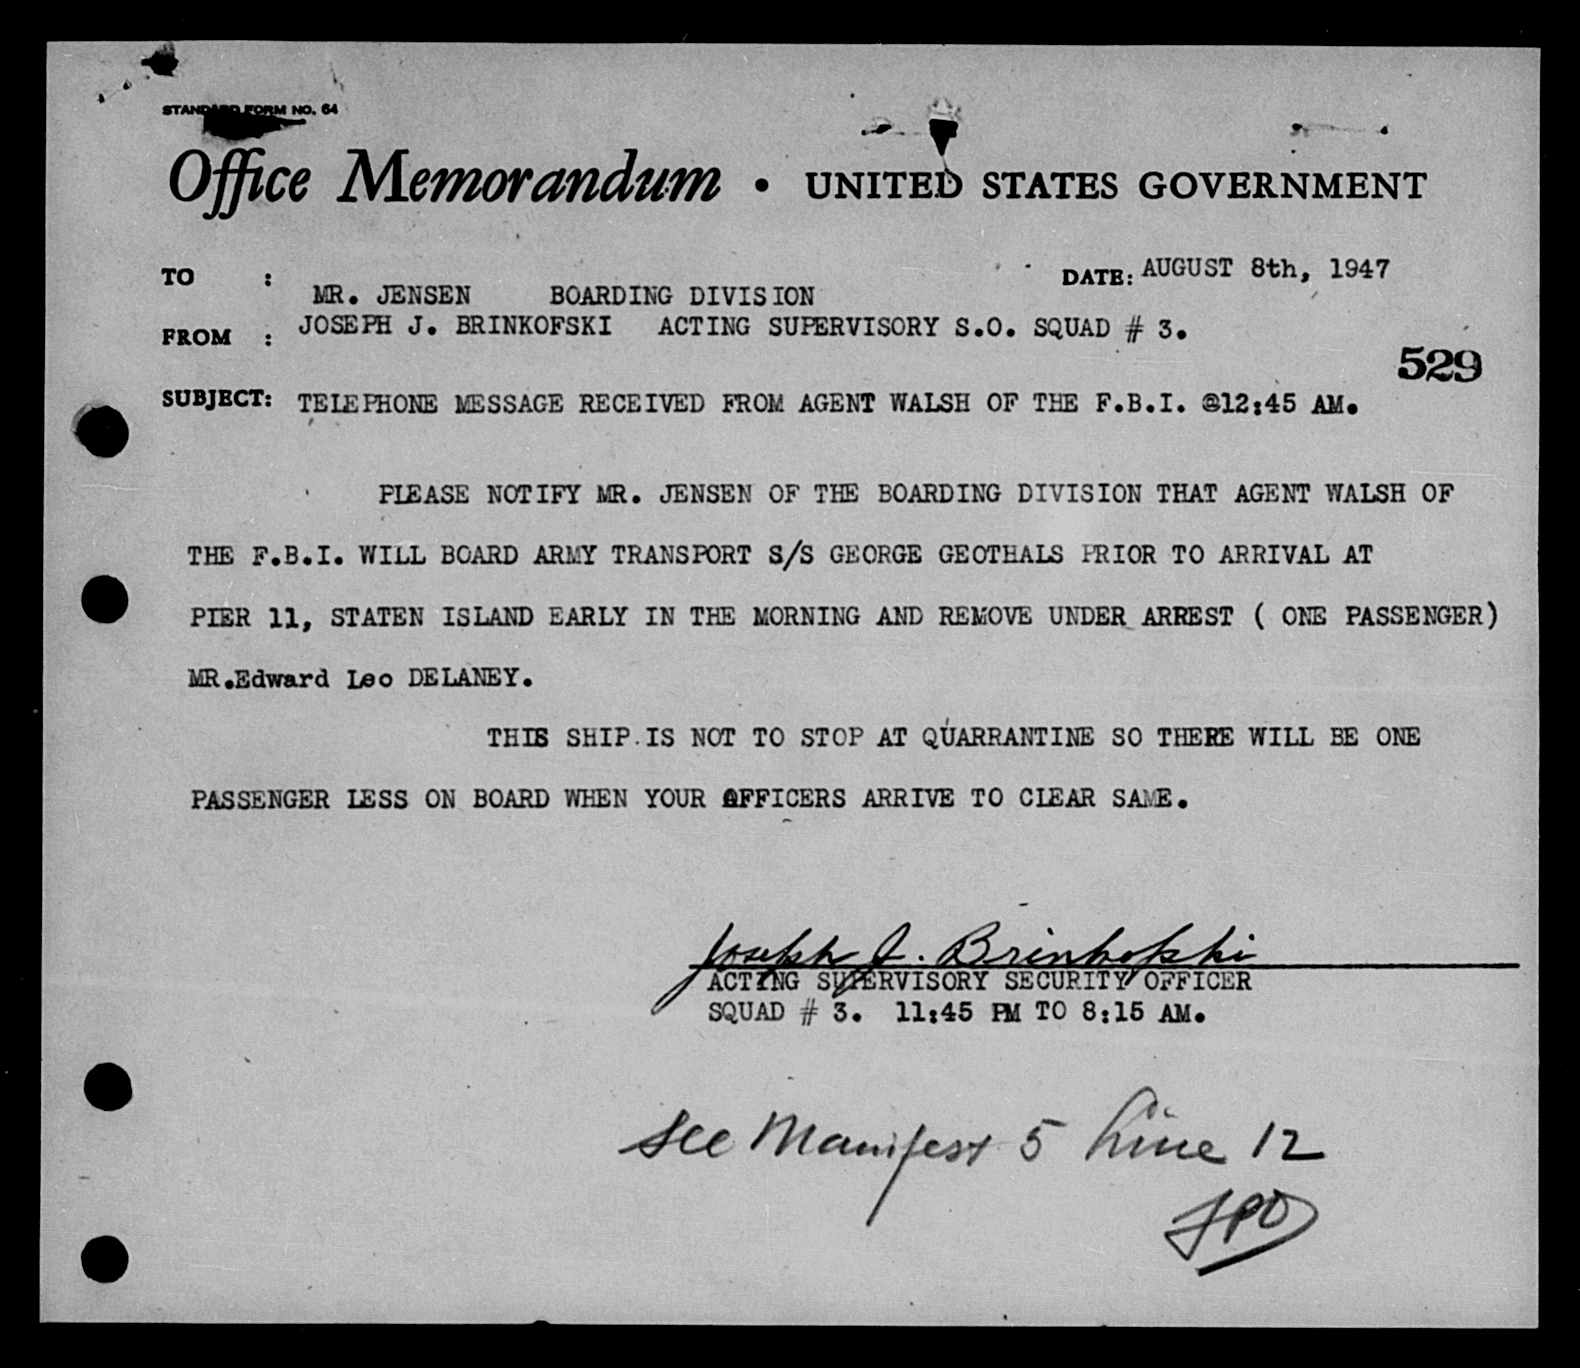 STANDARD FORM NO. 64
Office Memorandum • UNITED STATES GOVERNMENT
TO : MR. JENSEN BOARDING DIVISION DATE: AUGUST 8th, 1947
FROM : JOSEPH J. BRINKOFSKI ACTING SUPERVISORY S.O. SQUAD # 3.
529
SUBJECT: TELEPHONE MESSAGE RECEIVED FROM AGENT WALSH OF THE F.B.I. @12:45 AM.
PLEASE NOTIFY MR. JENSEN OF THE BOARDING DIVISION THAT AGENT WALSH OF
THE F.B.I. WILL BOARD ARMY TRANSPORT S/S GEORGE GEOTHALS PRIOR TO ARRIVAL AT
PIER 11, STATEN ISLAND EARLY IN THE MORNING AND REMOVE UNDER ARREST ( ONE PASSENGER)
MR.Edward Leo DELANEY.
THIS SHIP IS NOT TO STOP AT QUARRANTINE SO THERE WILL BE ONE
PASSENGER LESS ON BOARD WHEN YOUR OFFICERS ARRIVE TO CLEAR SAME.
Joseph J. Brinkofski
ACTING SUPERVISORY SECURITY OFFICER
SQUAD # 3. 11:45 PM TO 8:15 AM.
See Manifest 5 Line 12